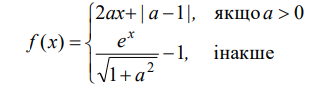 f(x) = { 2ax+ | a −1|, якщо a > 0
e^x / √(1+a²) −1, інакше